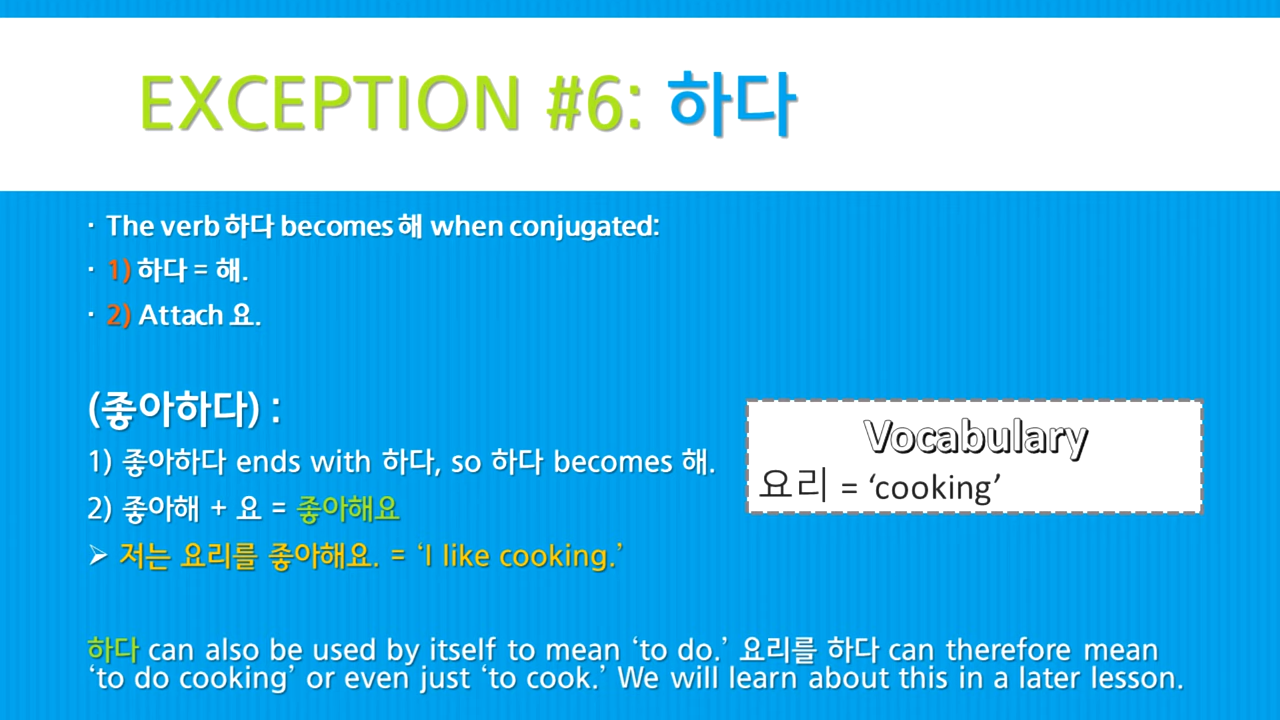 EXCEPTION #6: 하다
· The verb 하다 becomes 해 when conjugated:
· 1) 하다 = 해.
· 2) Attach 요.
(좋아하다) :
1) 좋아하다 ends with 하다, so 하다 becomes 해.
2) 좋아해 + 요 = 좋아해요
➢ 저는 요리를 좋아해요. = ‘I like cooking.’
Vocabulary
요리 = ‘cooking’
하다 can also be used by itself to mean ‘to do.’ 요리를 하다 can therefore mean
‘to do cooking’ or even just ‘to cook.’ We will learn about this in a later lesson.